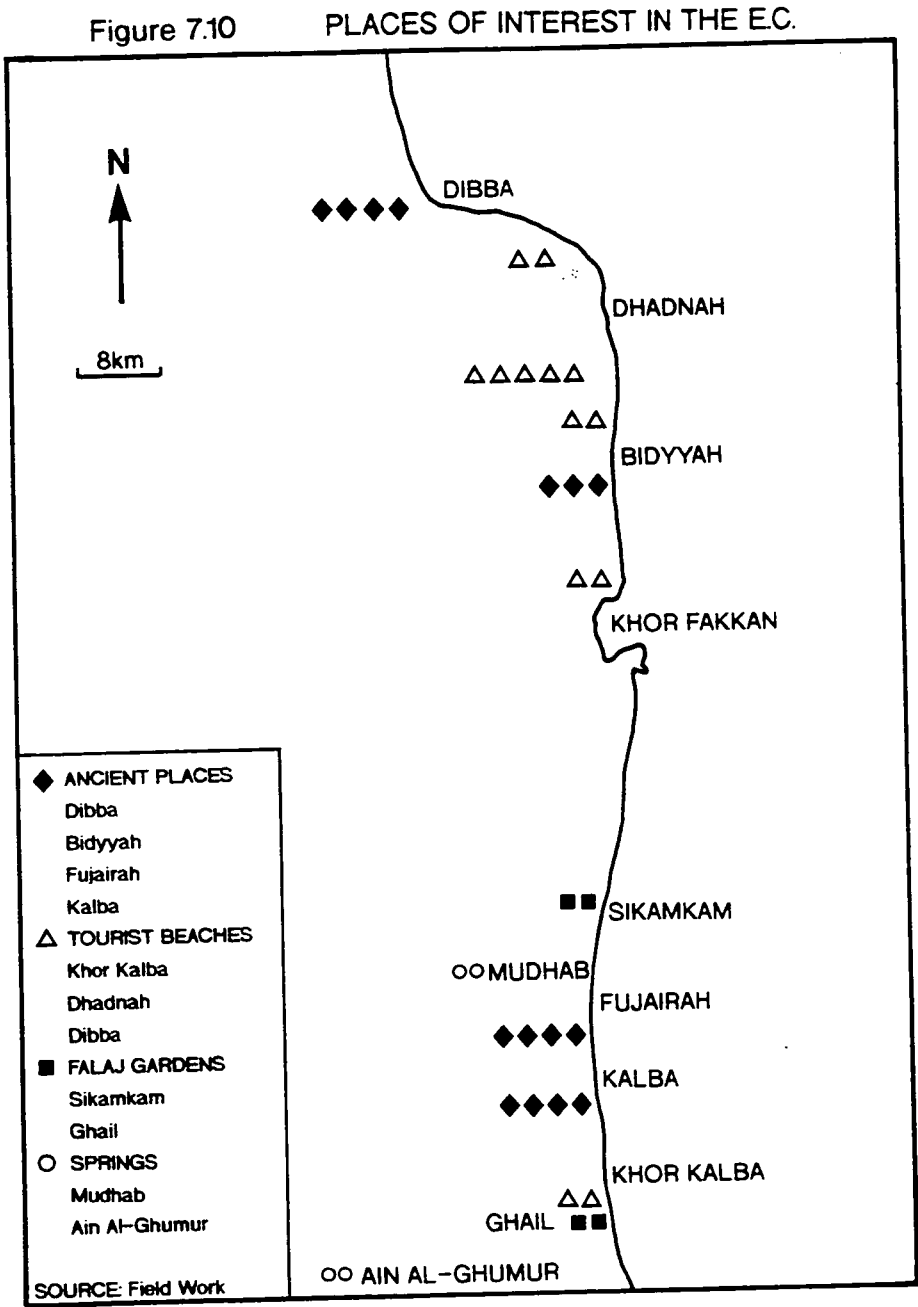 Figure 7.10 PLACES OF INTEREST IN THE E.C.
N
8km
DIBBA
DHADNAH
BIDYYAH
KHOR FAKKAN
SIKAMKAM
MUDHAB
FUJAIRAH
KALBA
KHOR KALBA
GHAIL
AIN AL-GHUMUR
ANCIENT PLACES
Dibba
Bidyyah
Fujairah
Kalba
TOURIST BEACHES
Khor Kalba
Dhadnah
Dibba
FALAJ GARDENS
Sikamkam
Ghail
SPRINGS
Mudhab
Ain Al-Ghumur
SOURCE: Field Work